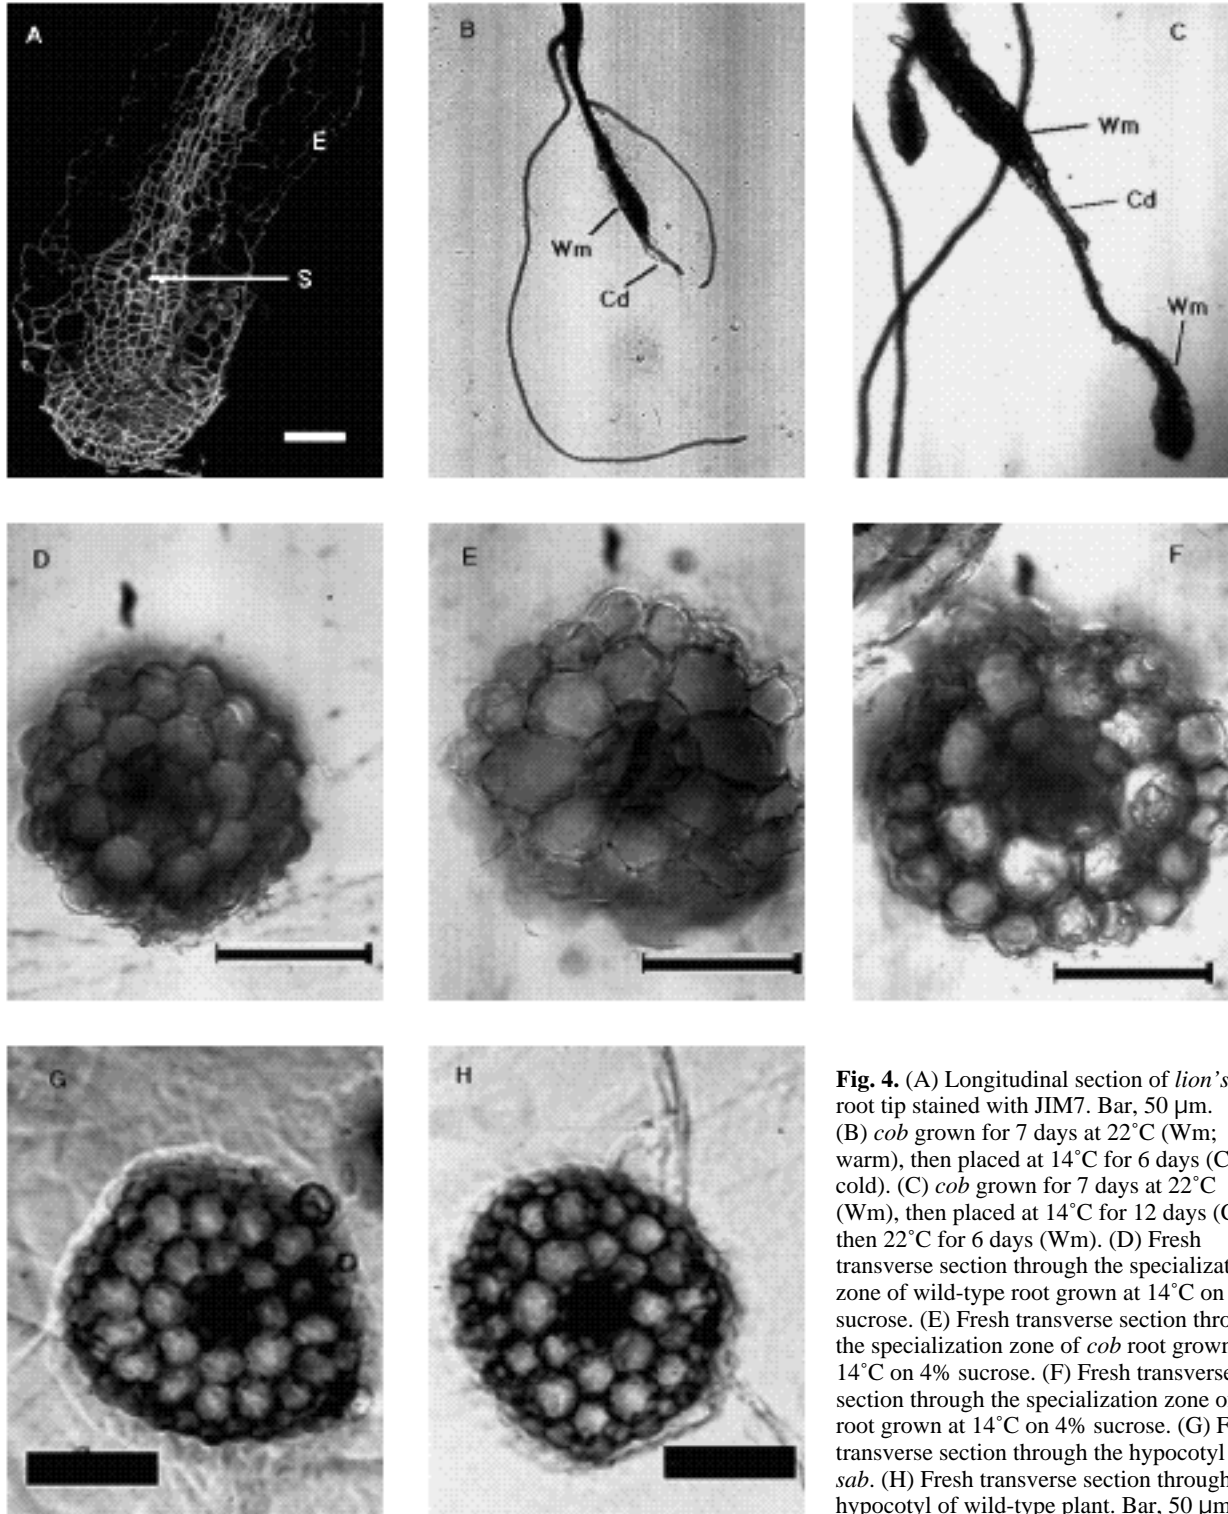 A
E
S
B
Wm
Cd
C
Wm
Cd
Wm
D
E
F
G
H
Fig. 4. (A) Longitudinal section of lion's
root tip stained with JIM7. Bar, 50 μm.
(B) cob grown for 7 days at 22˚C (Wm;
warm), then placed at 14˚C for 6 days (C
cold). (C) cob grown for 7 days at 22˚C
(Wm), then placed at 14˚C for 12 days (C
then 22˚C for 6 days (Wm). (D) Fresh
transverse section through the specializat
zone of wild-type root grown at 14˚C on
sucrose. (E) Fresh transverse section thro
the specialization zone of cob root grown
14˚C on 4% sucrose. (F) Fresh transverse
section through the specialization zone o
root grown at 14˚C on 4% sucrose. (G) F
transverse section through the hypocotyl
sab. (H) Fresh transverse section through
hypocotyl of wild-type plant. Bar, 50 μm